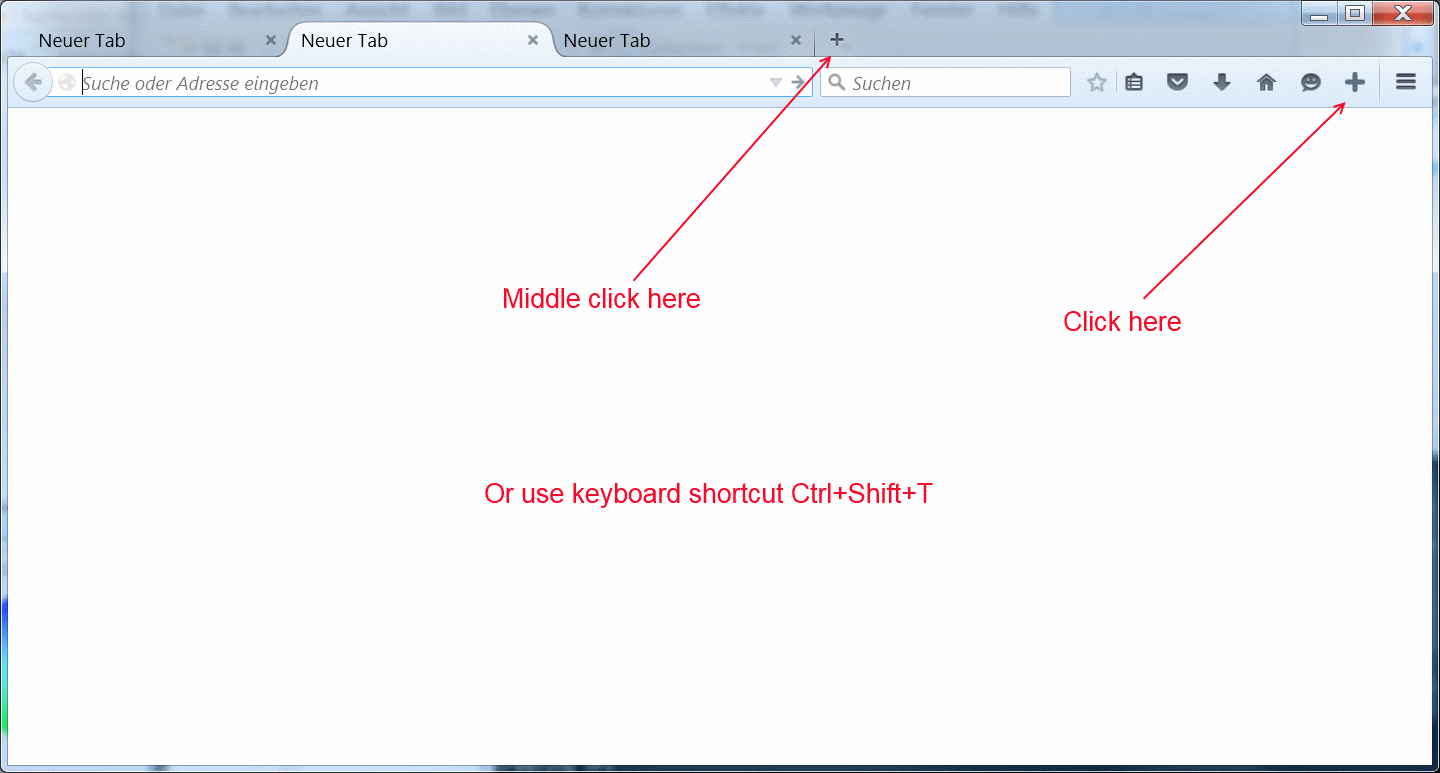 Neuer Tab
Neuer Tab
Neuer Tab
Suche oder Adresse eingeben
Suchen
Middle click here
Click here
Or use keyboard shortcut Ctrl+Shift+T